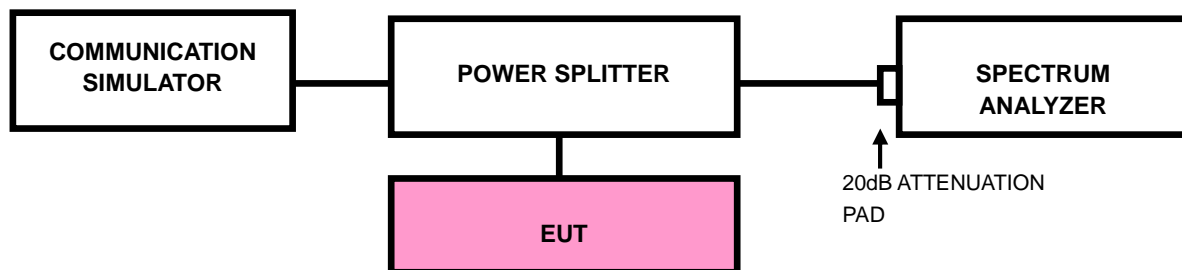 COMMUNICATION
SIMULATOR
POWER SPLITTER
SPECTRUM
ANALYZER
20dB ATTENUATION
PAD
EUT